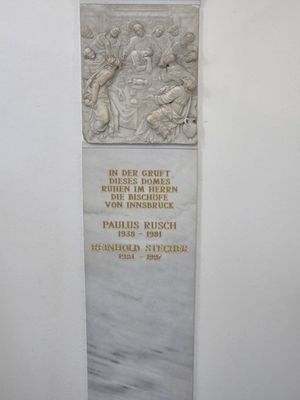 IN DER GRUFT
DIESES DOMES
RUHEN IM HERRN
DIE BISCHÖFE
VON INNSBRUCK
PAULUS RUSCH
1938 - 1981
REINHOLD STECHER
1981 - 1997